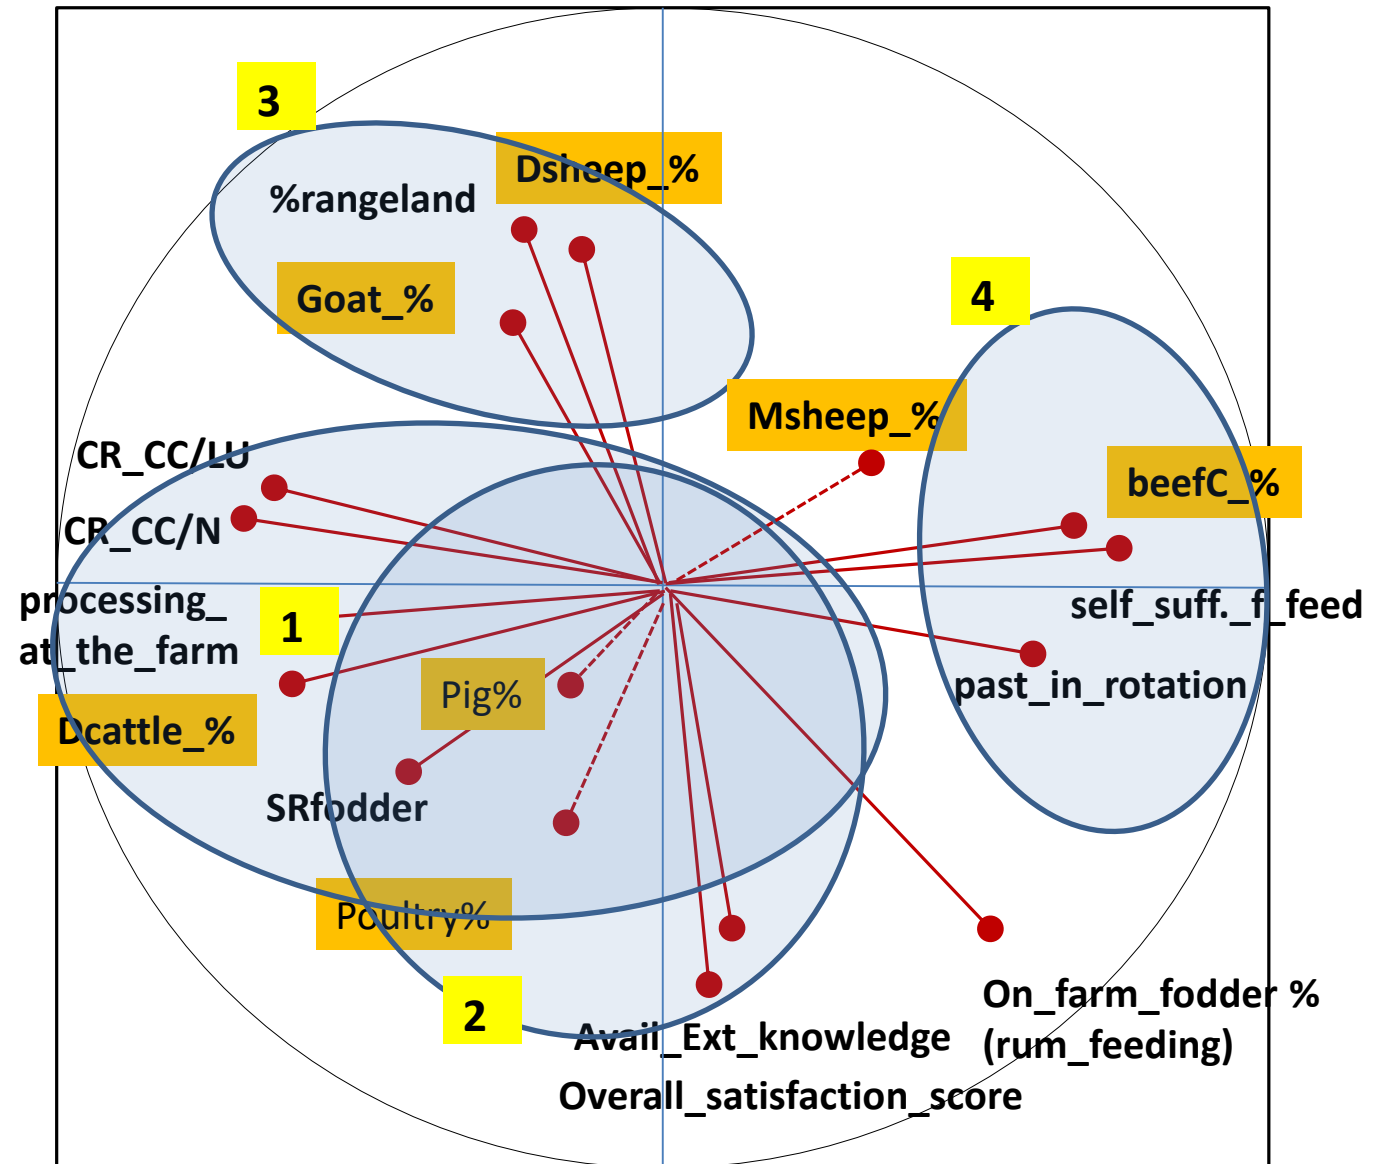 3
Dsheep_%
%rangeland
Goat_%
4
Msheep_%
CR_CC/LU
beefC_%
CR_CC/N
processing_
at_the_farm
1
self_suff._f_feed
past_in_rotation
Pig%
Dcattle_%
SRfodder
Poultry%
2
On_farm_fodder %
(rum_feeding)
Avail_Ext_knowledge
Overall_satisfaction_score